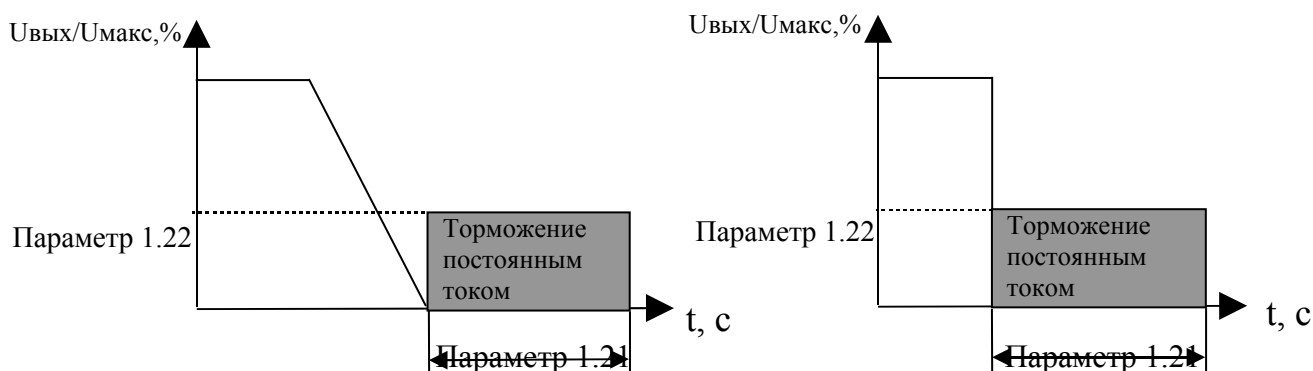 Uвых/Uмакс,%
Параметр 1.22
Торможение
постоянным
током
t, с
Параметр 1.21
Uвых/Uмакс,%
Параметр 1.22
Торможение
постоянным
током
t, с
Параметр 1.21